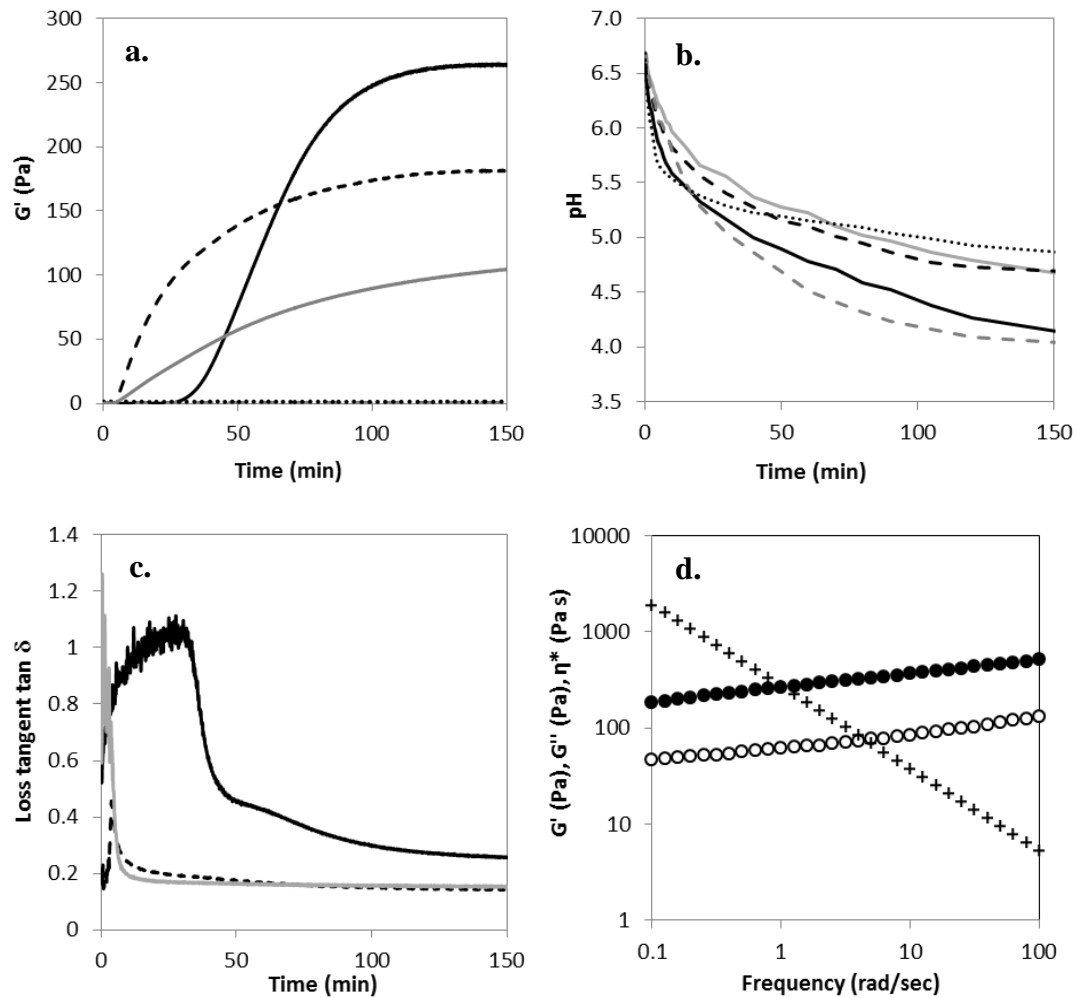 a.
300
250
200
150
100
50
0
G' (Pa)
0 50 100 150
Time (min)
b.
7.0
6.5
6.0
5.5
5.0
4.5
4.0
3.5
pH
0 50 100 150
Time (min)
c.
1.4
1.2
1
0.8
0.6
0.4
0.2
0
Loss tangent tan δ
0 50 100 150
Time (min)
d.
10000
1000
100
10
1
G' (Pa), G'' (Pa), η* (Pa s)
0.1 1 10 100
Frequency (rad/sec)